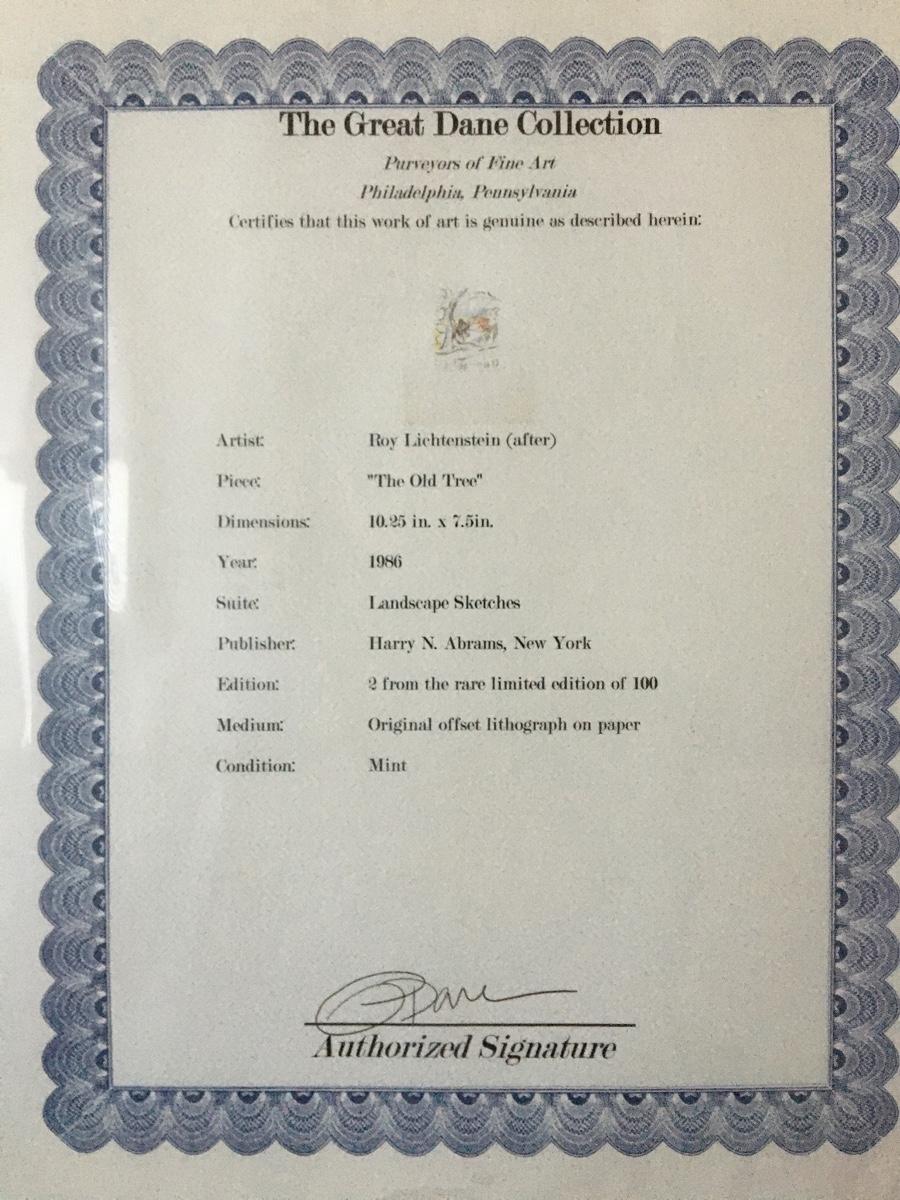 The Great Dane Collection
Purveyors of Fine Art
Philadelphia, Pennsylvania
Certifies that this work of art is genuine as described herein:
Artist: Roy Lichtenstein (after)
Piece: "The Old Tree"
Dimensions: 10.25 in. x 7.5in.
Year: 1986
Suite: Landscape Sketches
Publisher: Harry N. Abrams, New York
Edition: 2 from the rare limited edition of 100
Medium: Original offset lithograph on paper
Condition: Mint
Authorized Signature